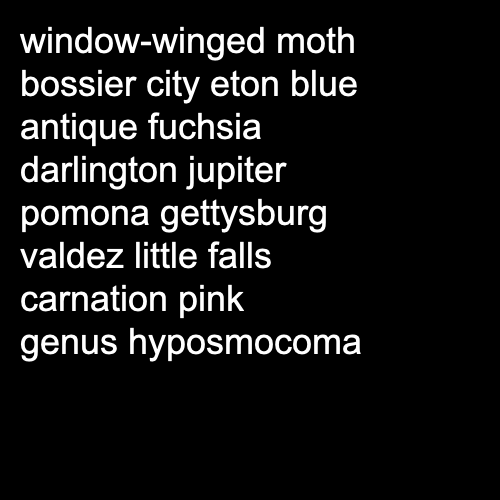 window-winged moth
bossier city eton blue
antique fuchsia
darlington jupiter
pomona gettysburg
valdez little falls
carnation pink
genus hyposmocoma